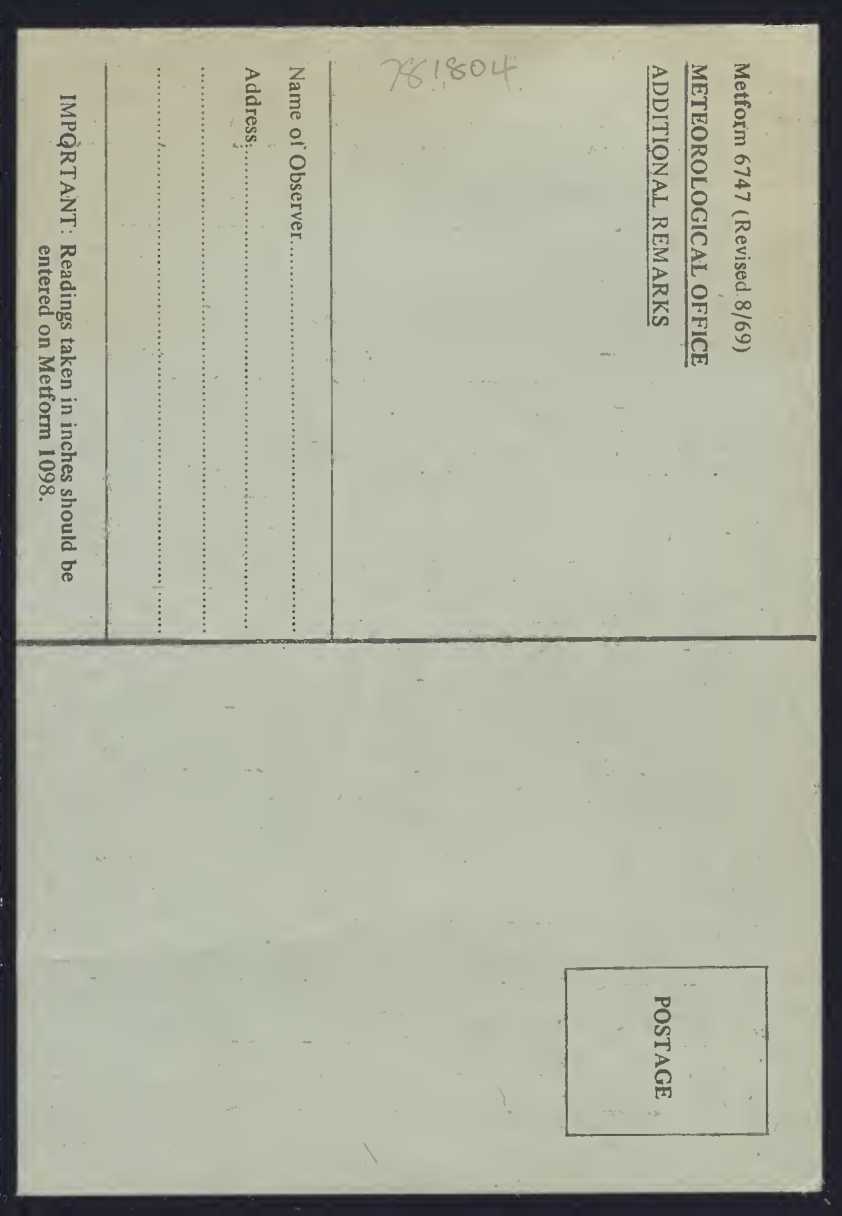 Metform 6747 (Revised 8/69)
METEOROLOGICAL OFFICE
ADDITIONAL REMARKS
POSTAGE
781804
Name of Observer
Address
IMPORTANT: Readings taken in inches should be
entered on Metform 1098.